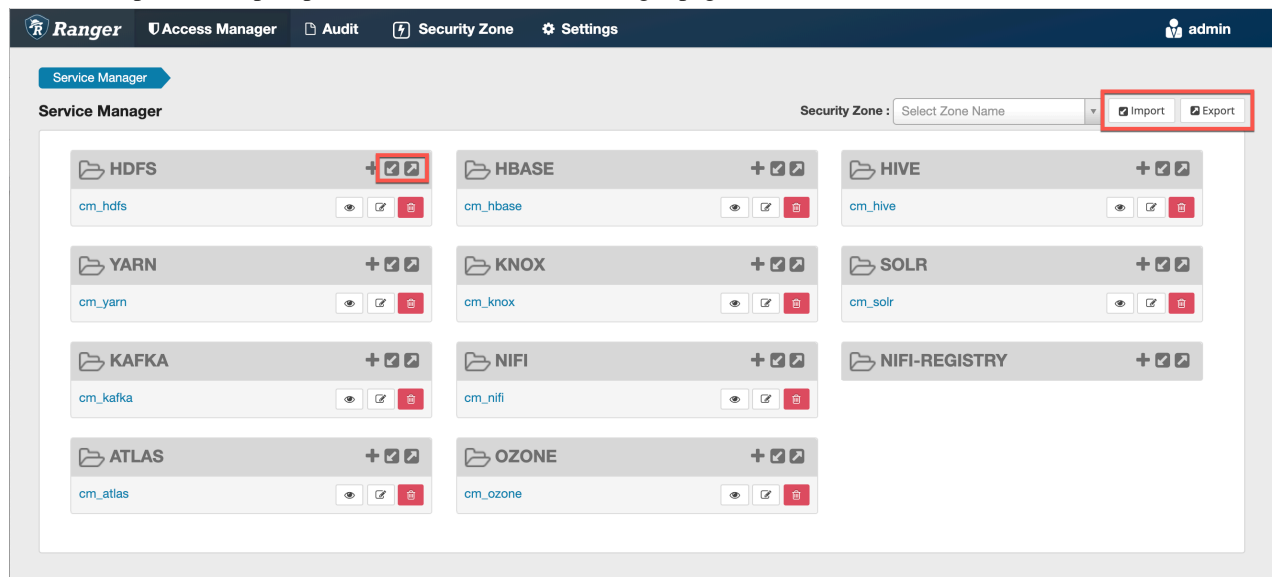 Ranger Access Manager Audit Security Zone Settings admin
Service Manager
Service Manager Security Zone : Select Zone Name Import Export
HDFS HBASE HIVE
cm_hdfs cm_hbase cm_hive
YARN KNOX SOLR
cm_yarn cm_knox cm_solr
KAFKA NIFI NIFI-REGISTRY
cm_kafka cm_nifi
ATLAS OZONE
cm_atlas cm_ozone